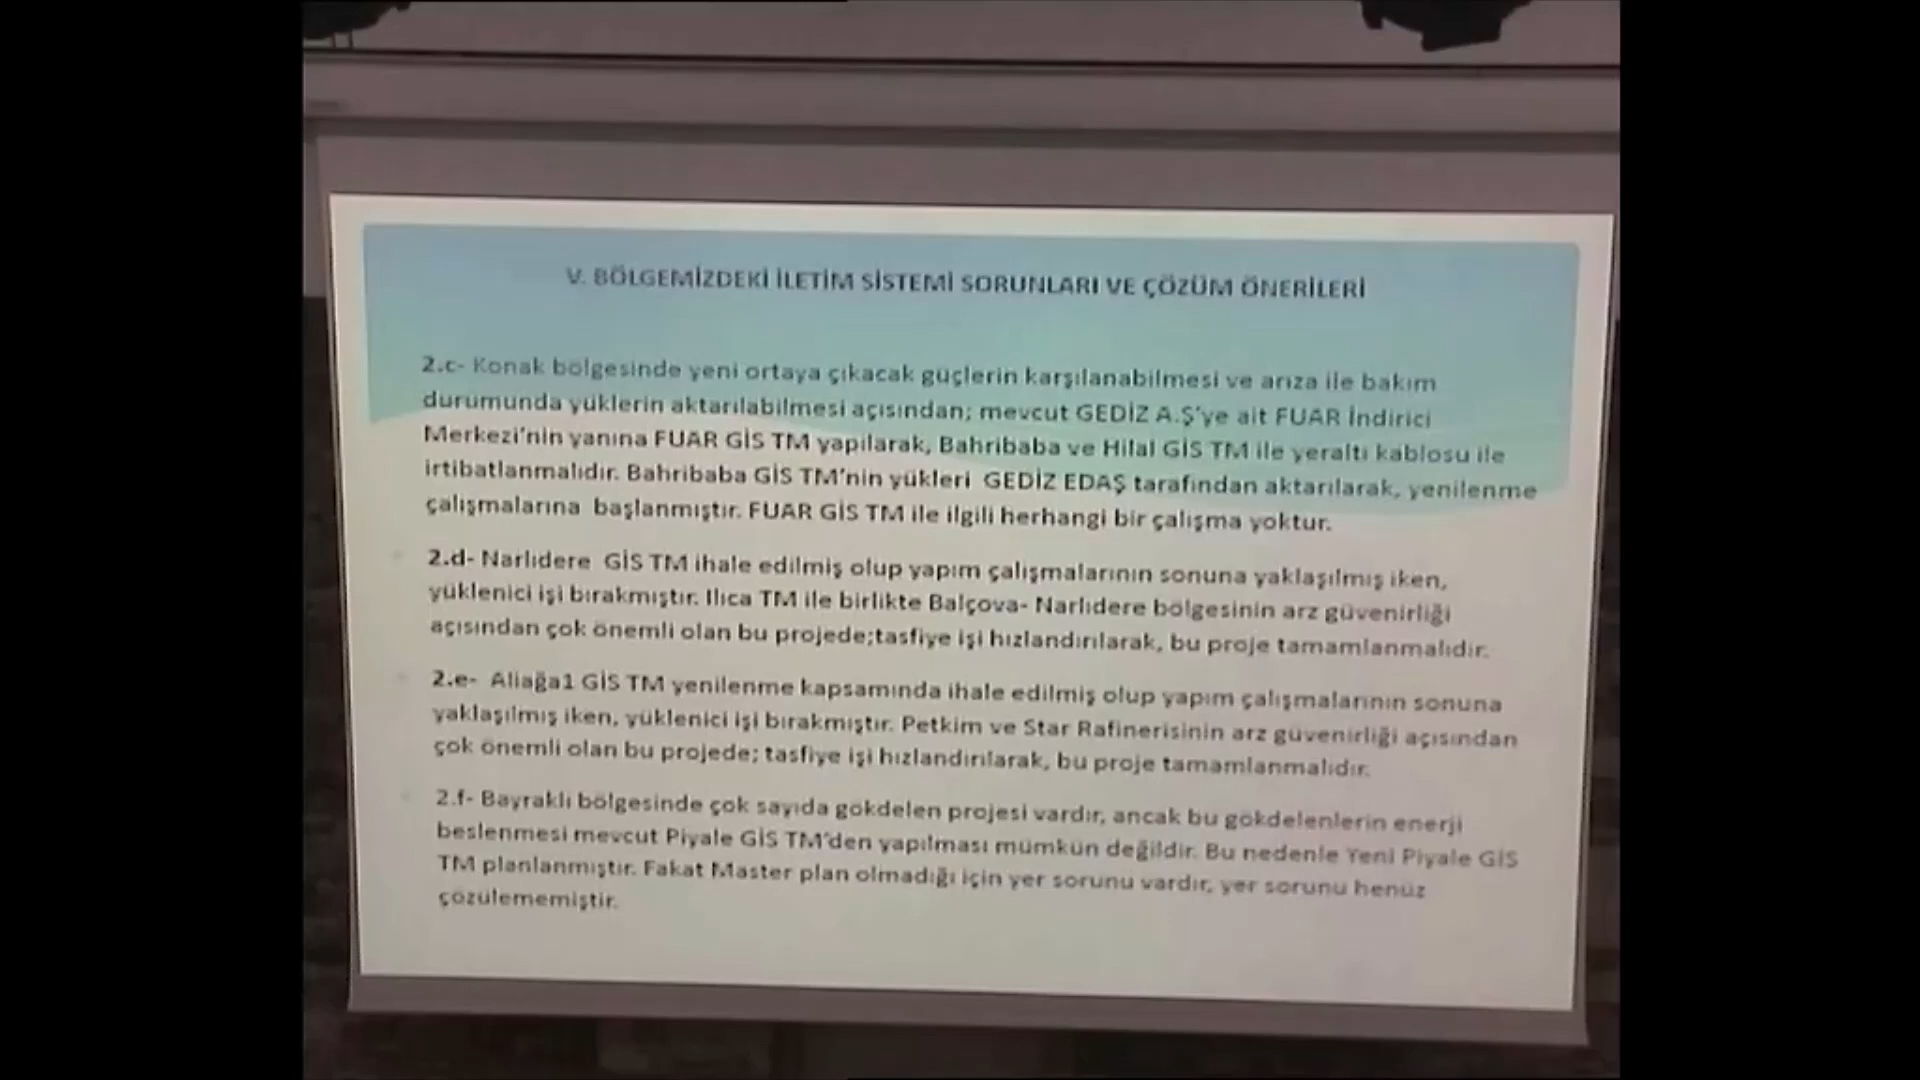 V. BÖLGEMİZDEKİ İLETİM SİSTEMİ SORUNLARI VE ÇÖZÜM ÖNERİLERİ
2.c- Konak bölgesinde yeni ortaya çıkacak güçlerin karşılanabilmesi ve arıza ile bakım
durumunda yüklerin aktarılabilmesi açısından; mevcut GEDİZ A.Ş'ye ait FUAR İndirici
Merkezi'nin yanına FUAR GİS TM yapılarak, Bahribaba ve Hilal GİS TM ile yeraltı kablosu ile
irtibatlanmalıdır. Bahribaba GİS TM'nin yükleri GEDİZ EDAŞ tarafından aktarılarak, yenilenme
çalışmalarına başlanmıştır. FUAR GİS TM ile ilgili herhangi bir çalışma yoktur.
2.d- Narlıdere GİS TM ihale edilmiş olup yapım çalışmalarının sonuna yaklaşılmış iken,
yüklenici işi bırakmıştır. Ilıca TM ile birlikte Balçova- Narlıdere bölgesinin arz güvenirliği
açısından çok önemli olan bu projede;tasfiye işi hızlandırılarak, bu proje tamamlanmalıdır.
2.e- Aliağa1 GİS TM yenilenme kapsamında ihale edilmiş olup yapım çalışmalarının sonuna
yaklaşılmış iken, yüklenici işi bırakmıştır. Petkim ve Star Rafinerisinin arz güvenirliği açısından
çok önemli olan bu projede; tasfiye işi hızlandırılarak, bu proje tamamlanmalıdır.
2.f- Bayraklı bölgesinde çok sayıda gökdelen projesi vardır, ancak bu gökdelenlerin enerji
beslenmesi mevcut Piyale GİS TM'den yapılması mümkün değildir. Bu nedenle Yeni Piyale GİS
TM planlanmıştır. Fakat Master plan olmadığı için yer sorunu vardır, yer sorunu henüz
çözülememiştir.